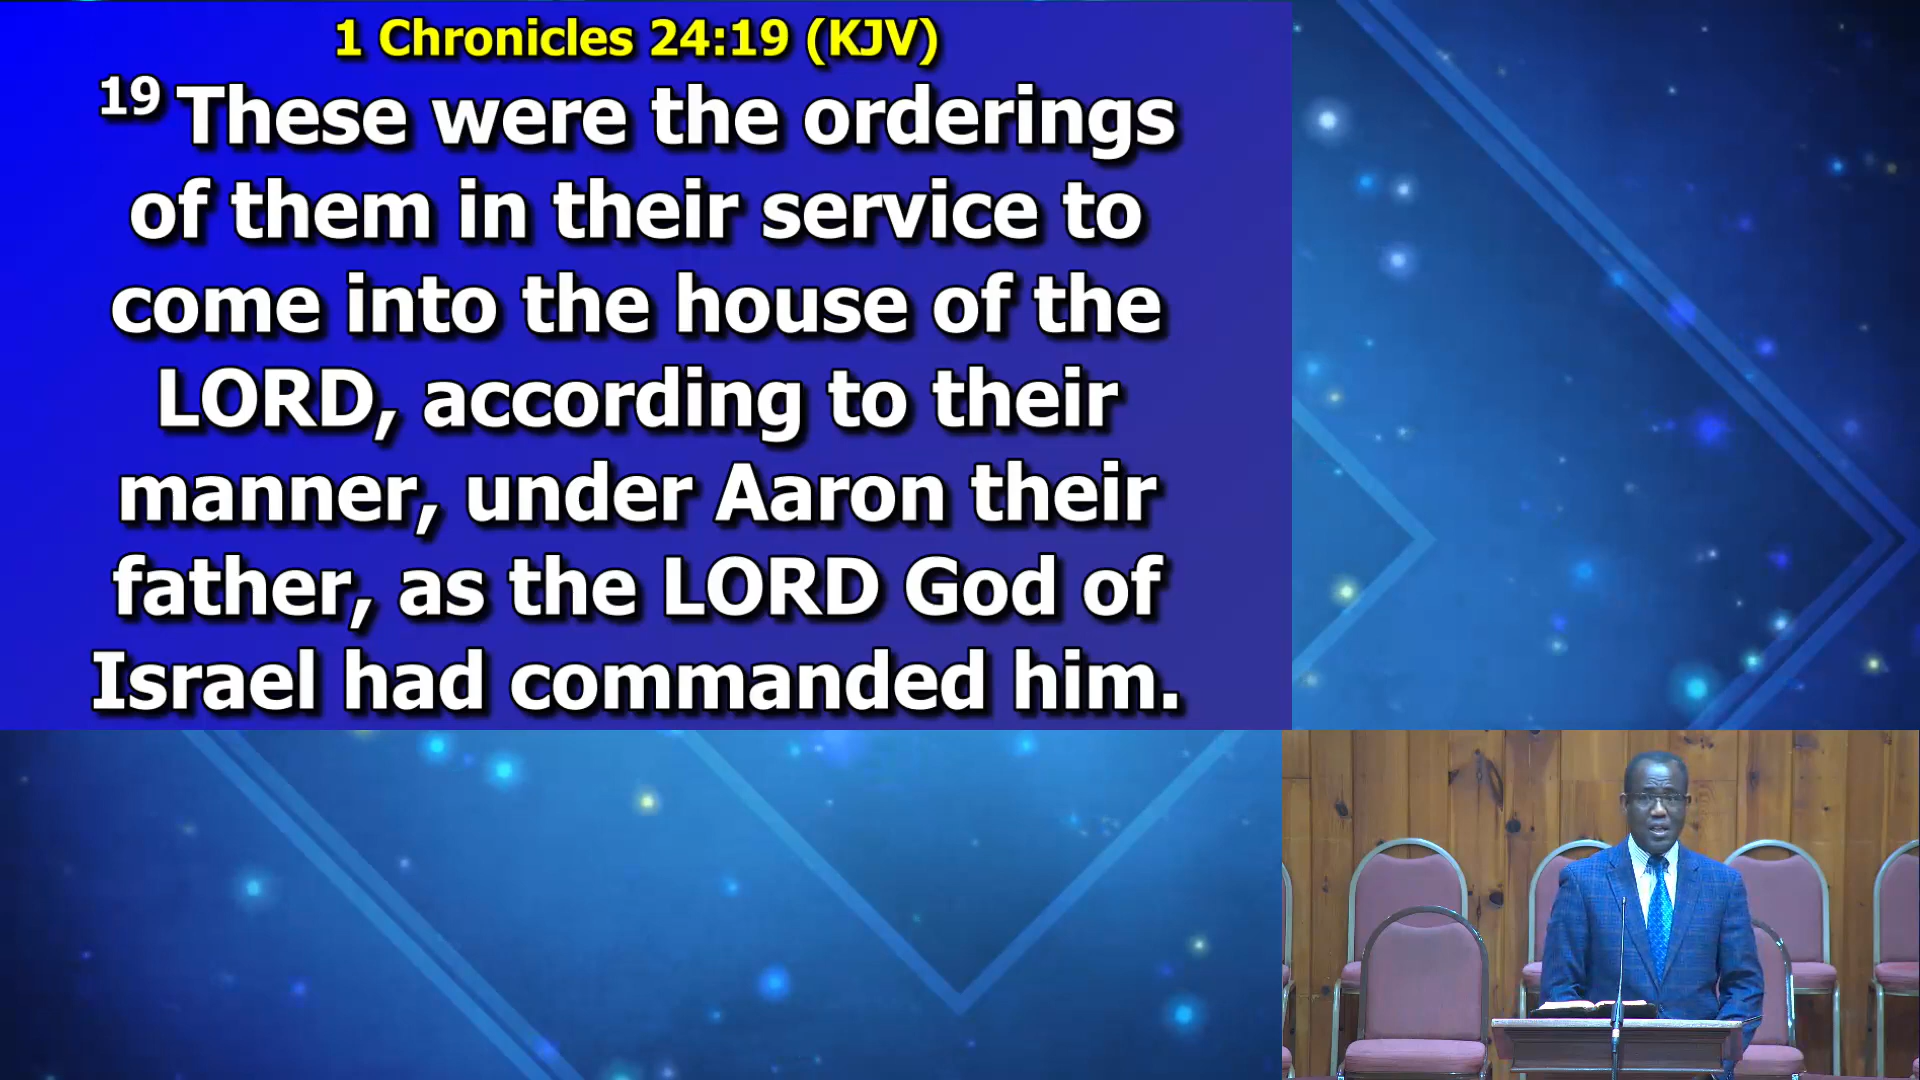 1 Chronicles 24:19 (KJV)
19 These were the orderings
of them in their service to
come into the house of the
LORD, according to their
manner, under Aaron their
father, as the LORD God of
Israel had commanded him.